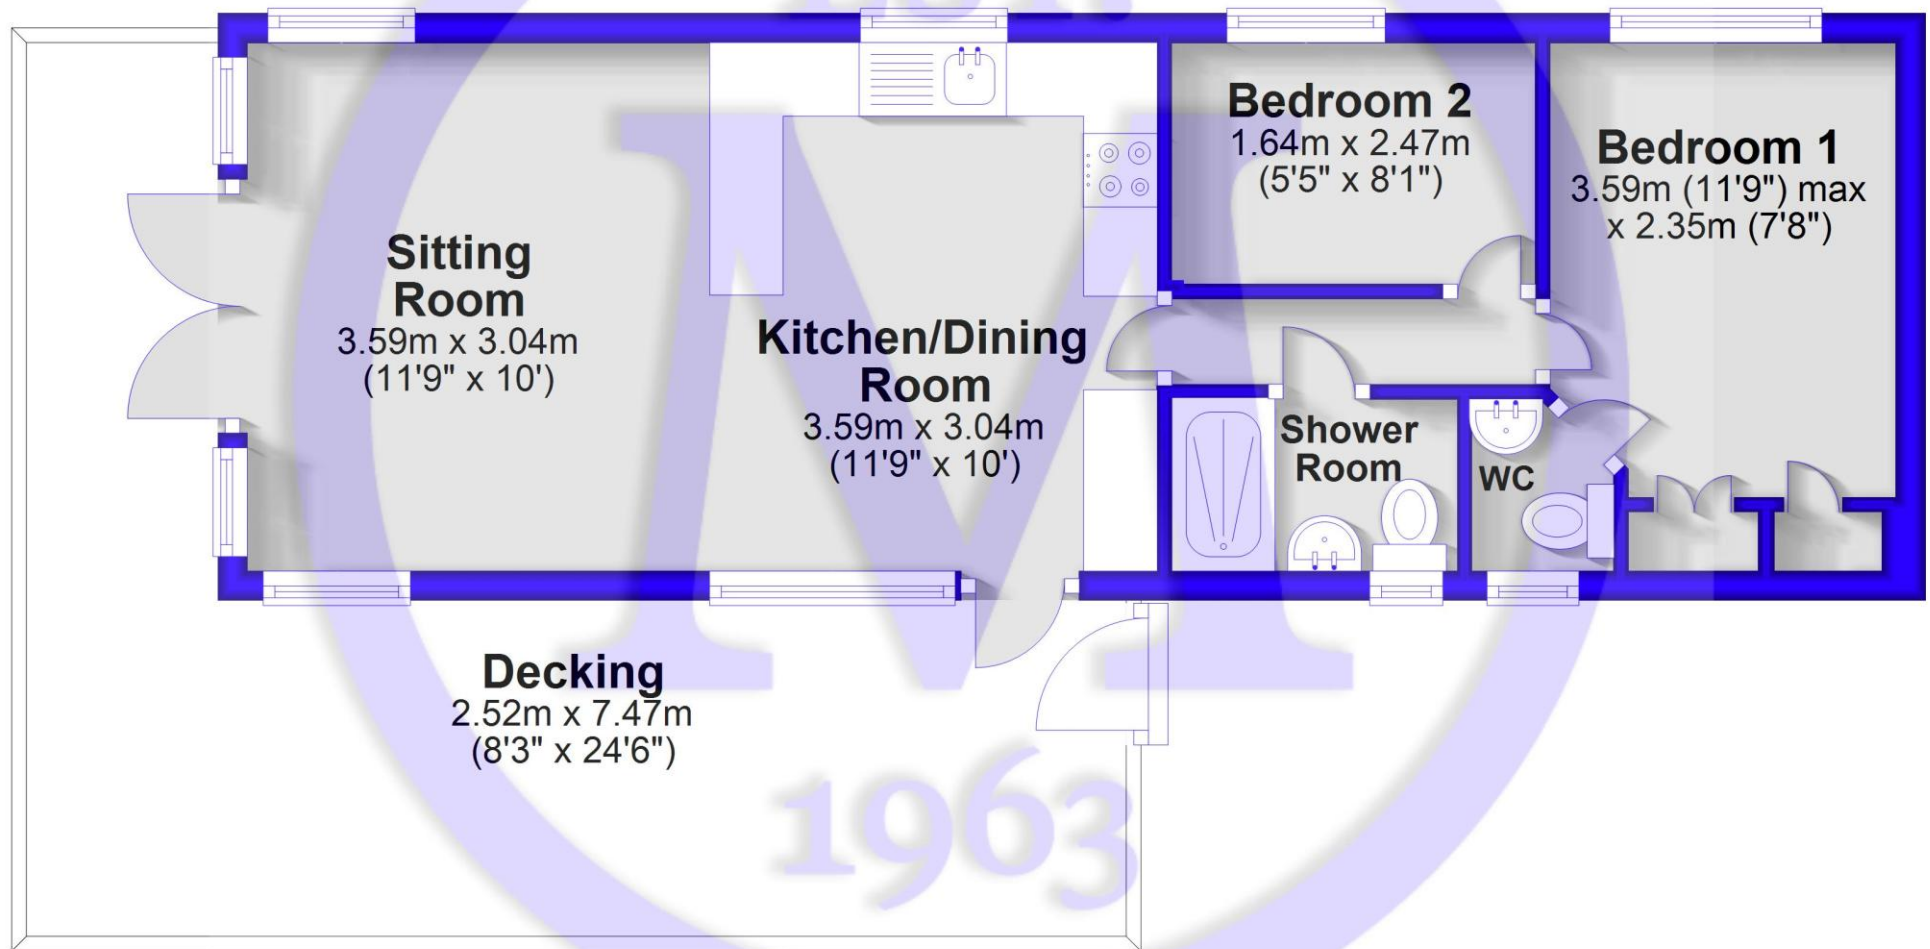 EST.
Bedroom 2
1.64m x 2.47m
(5'5" x 8'1")
Bedroom 1
3.59m (11'9") max
x 2.35m (7'8")
Sitting
Room
3.59m x 3.04m
(11'9" x 10')
Kitchen/Dining
Room
3.59m x 3.04m
(11'9" x 10')
Shower
Room
WC
Decking
2.52m x 7.47m
(8'3" x 24'6")
M
1963